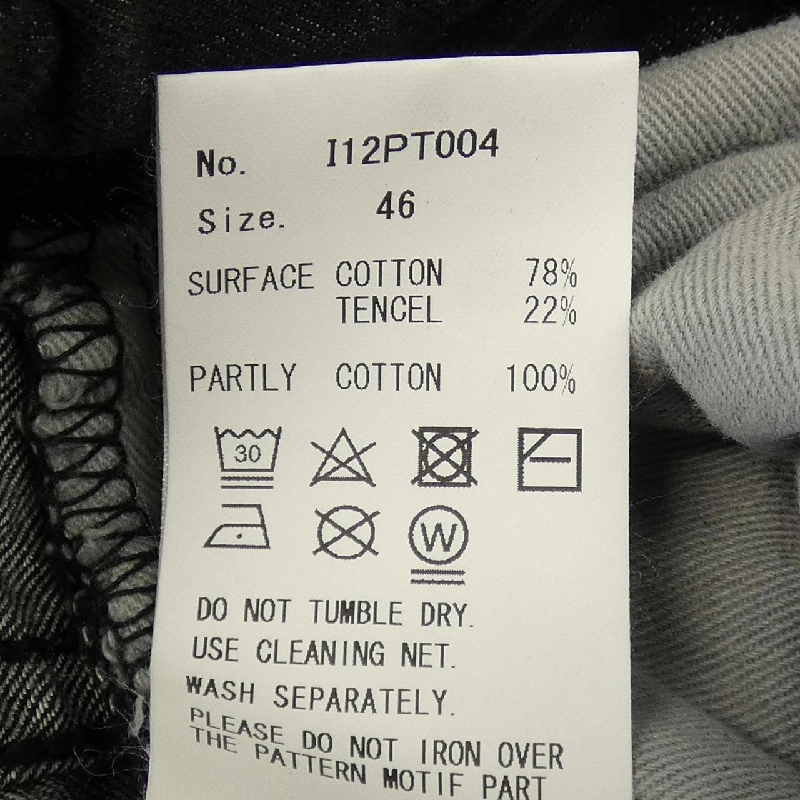 No. I12PT004
Size. 46
SURFACE COTTON 78%
TENCEL 22%
PARTLY COTTON 100%
30
W
DO NOT TUMBLE DRY.
USE CLEANING NET.
WASH SEPARATELY.
PLEASE DO NOT IRON OVER
THE PATTERN MOTIF PART